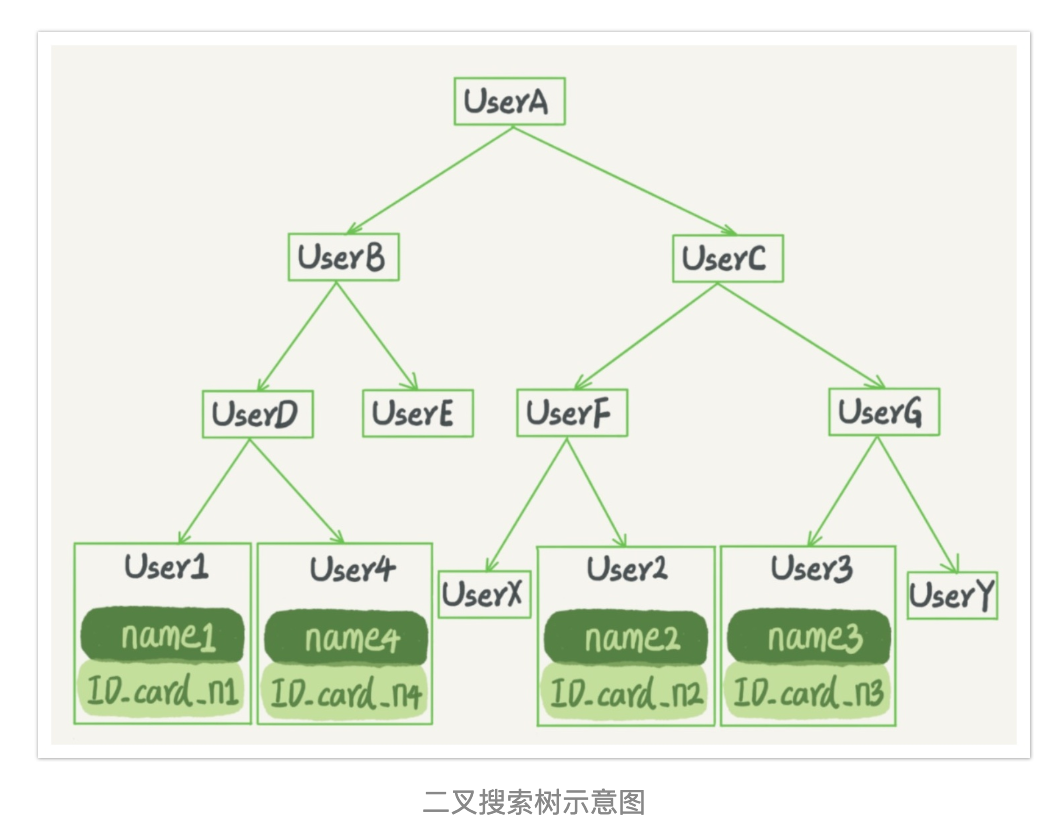 UserA
UserB
UserC
UserD
UserE
UserF
UserG
User1
User4
UserX
User2
User3
UserY
name1
name4
name2
name3
ID_card_n1
ID_card_n4
ID_card_n2
ID_card_n3
二叉搜索树示意图